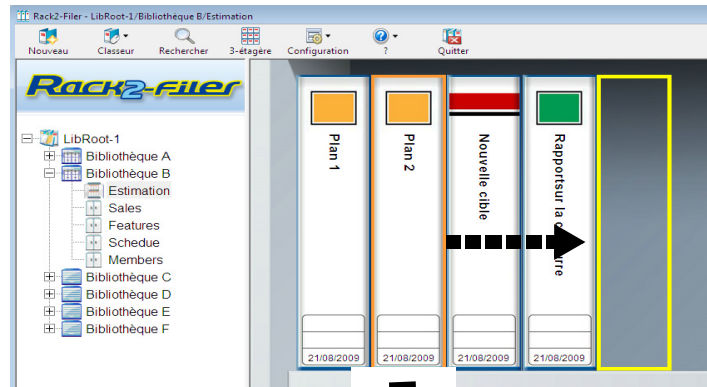 Rack2-Filer - LibRoot-1/Bibliothèque B/Estimation
Nouveau Classeur Rechercher 3-étagère Configuration ? Quitter
Rack2-Filer
LibRoot-1
Bibliothèque A
Bibliothèque B
Estimation
Sales
Features
Schedue
Members
Bibliothèque C
Bibliothèque D
Bibliothèque E
Bibliothèque F
Plan 1
Plan 2
Nouvelle cible
Rapportsur la
21/08/2009 21/08/2009 21/08/2009 21/08/2009